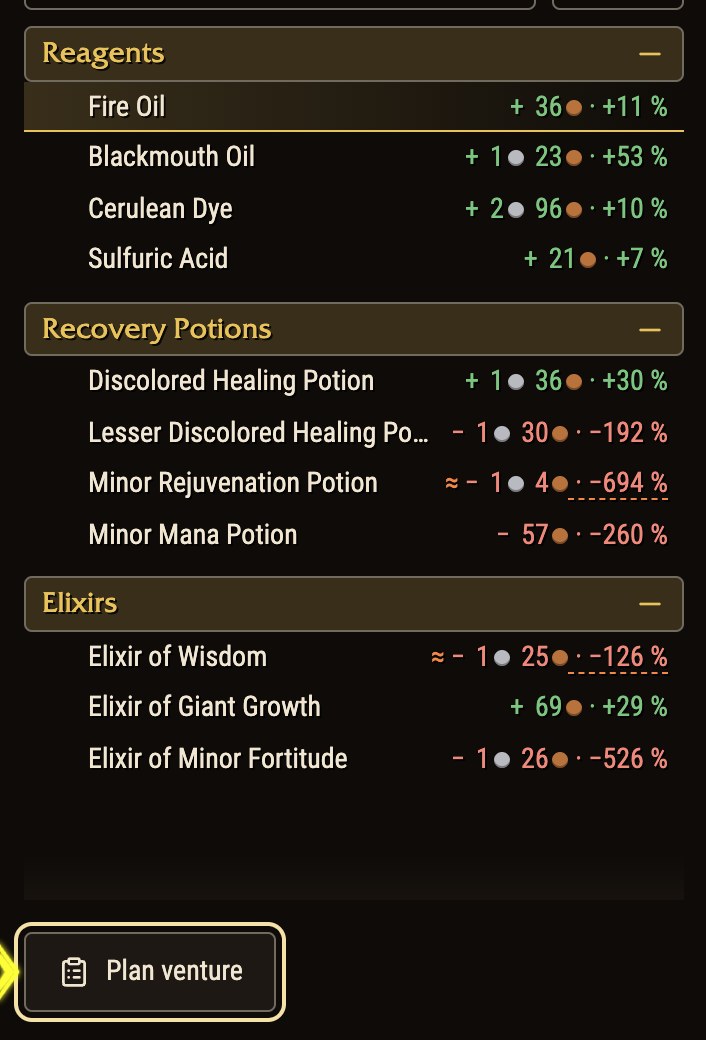 Reagents —
Fire Oil + 36 · +11 %
Blackmouth Oil + 1 23 · +53 %
Cerulean Dye + 2 96 · +10 %
Sulfuric Acid + 21 · +7 %
Recovery Potions —
Discolored Healing Potion + 1 36 · +30 %
Lesser Discolored Healing Po… − 1 30 · −192 %
Minor Rejuvenation Potion ≈ − 1 4 · −694 %
Minor Mana Potion − 57 · −260 %
Elixirs —
Elixir of Wisdom ≈ − 1 25 · −126 %
Elixir of Giant Growth + 69 · +29 %
Elixir of Minor Fortitude − 1 26 · −526 %
Plan venture